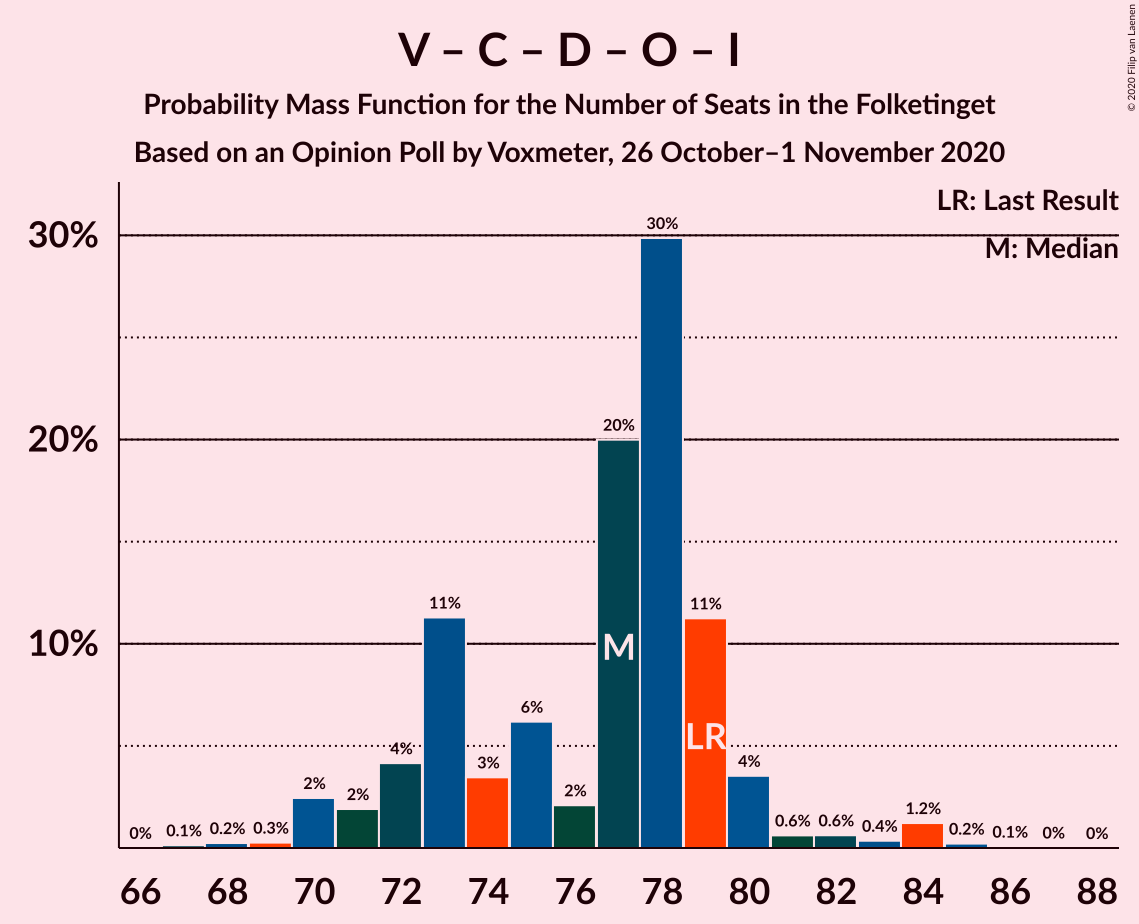 V – C – D – O – I
Probability Mass Function for the Number of Seats in the Folketinget
Based on an Opinion Poll by Voxmeter, 26 October–1 November 2020
© 2020 Filip van Laenen
LR: Last Result
M: Median
30%
20%
10%
0%
0.1%
0.2%
0.3%
2%
2%
4%
11%
3%
6%
2%
20%
30%
11%
4%
0.6%
0.6%
0.4%
1.2%
0.2%
0.1%
0%
0%
M
LR
66 68 70 72 74 76 78 80 82 84 86 88